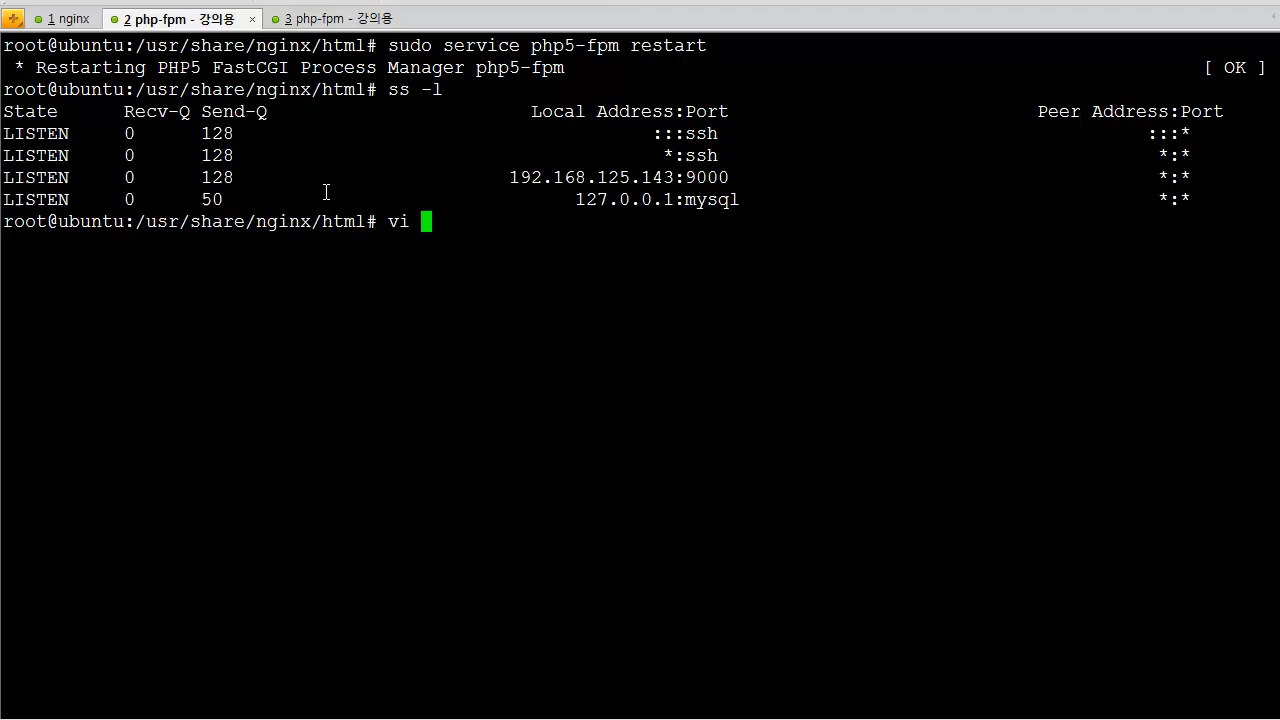 1 nginx 2 php-fpm - 강의용 × 3 php-fpm - 강의용
root@ubuntu:/usr/share/nginx/html# sudo service php5-fpm restart
* Restarting PHP5 FastCGI Process Manager php5-fpm [ OK ]
root@ubuntu:/usr/share/nginx/html# ss -l
State Recv-Q Send-Q Local Address:Port Peer Address:Port
LISTEN 0 128 :::ssh :::*
LISTEN 0 128 *:ssh *:*
LISTEN 0 128 192.168.125.143:9000 *:*
LISTEN 0 50 127.0.0.1:mysql *:*
root@ubuntu:/usr/share/nginx/html# vi